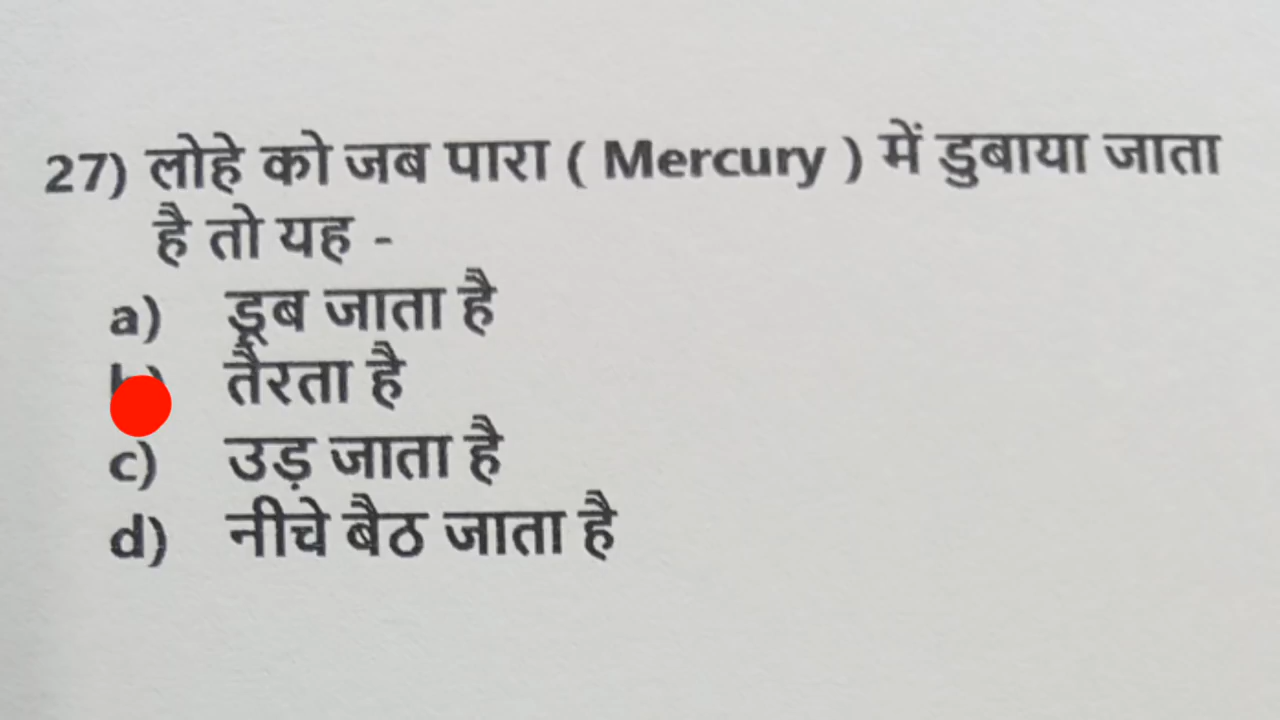 27) लोहे को जब पारा ( Mercury ) में डुबाया जाता
है तो यह -
a) डूब जाता है
तैरता है
c) उड़ जाता है
d) नीचे बैठ जाता है